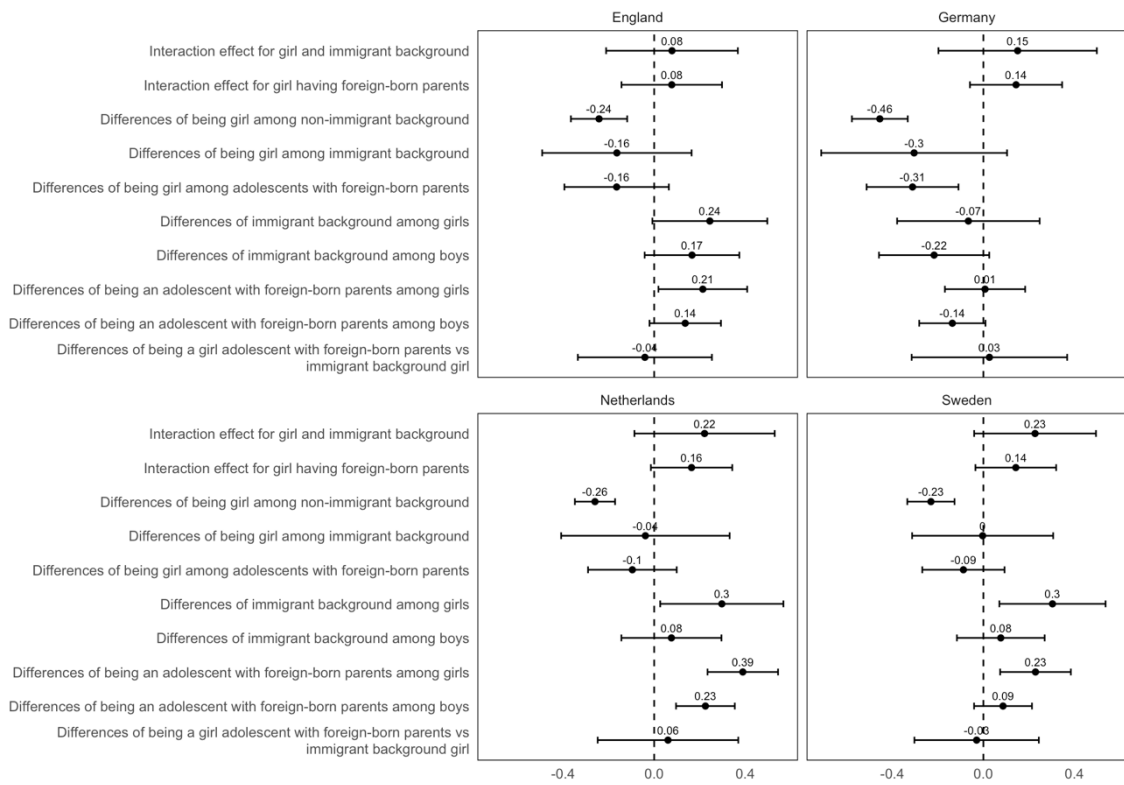 England
Germany
Interaction effect for girl and immigrant background
0.08
0.15
Interaction effect for girl having foreign-born parents
0.08
0.14
Differences of being girl among non-immigrant background
-0.24
-0.46
Differences of being girl among immigrant background
-0.16
-0.3
Differences of being girl among adolescents with foreign-born parents
-0.16
-0.31
Differences of immigrant background among girls
0.24
-0.07
Differences of immigrant background among boys
0.17
-0.22
Differences of being an adolescent with foreign-born parents among girls
0.21
0.01
Differences of being an adolescent with foreign-born parents among boys
0.14
-0.14
Differences of being a girl adolescent with foreign-born parents vs
immigrant background girl
-0.04
0.03
Netherlands
Sweden
Interaction effect for girl and immigrant background
0.22
0.23
Interaction effect for girl having foreign-born parents
0.16
0.14
Differences of being girl among non-immigrant background
-0.26
-0.23
Differences of being girl among immigrant background
-0.04
0
Differences of being girl among adolescents with foreign-born parents
-0.1
-0.09
Differences of immigrant background among girls
0.3
0.3
Differences of immigrant background among boys
0.08
0.08
Differences of being an adolescent with foreign-born parents among girls
0.39
0.23
Differences of being an adolescent with foreign-born parents among boys
0.23
0.09
Differences of being a girl adolescent with foreign-born parents vs
immigrant background girl
0.06
-0.03
-0.4 0.0 0.4
-0.4 0.0 0.4